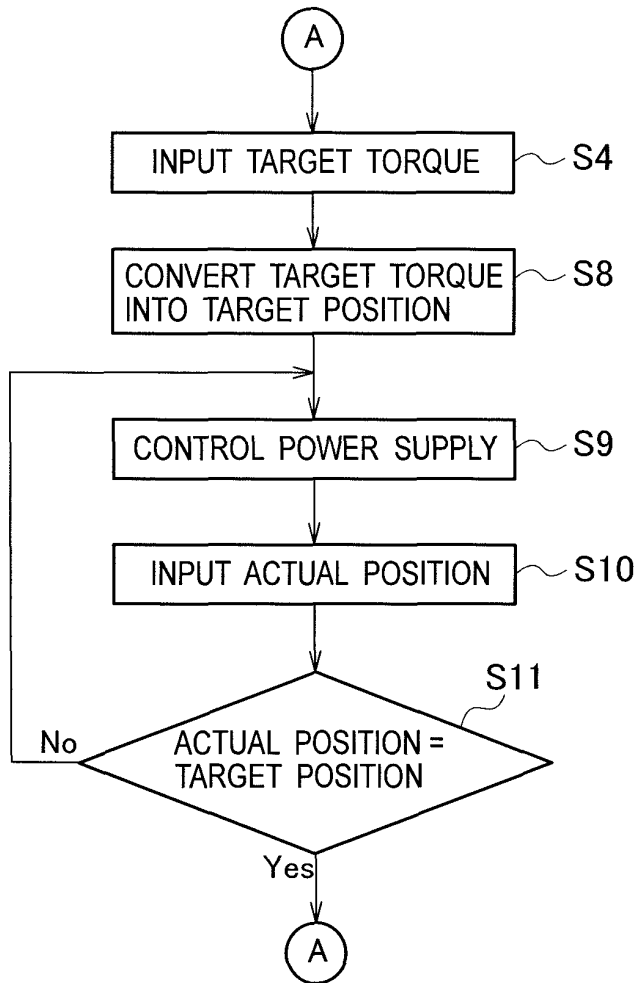 A
INPUT TARGET TORQUE
S4
CONVERT TARGET TORQUE
INTO TARGET POSITION
S8
CONTROL POWER SUPPLY
S9
INPUT ACTUAL POSITION
S10
S11
ACTUAL POSITION =
TARGET POSITION
No
Yes
A